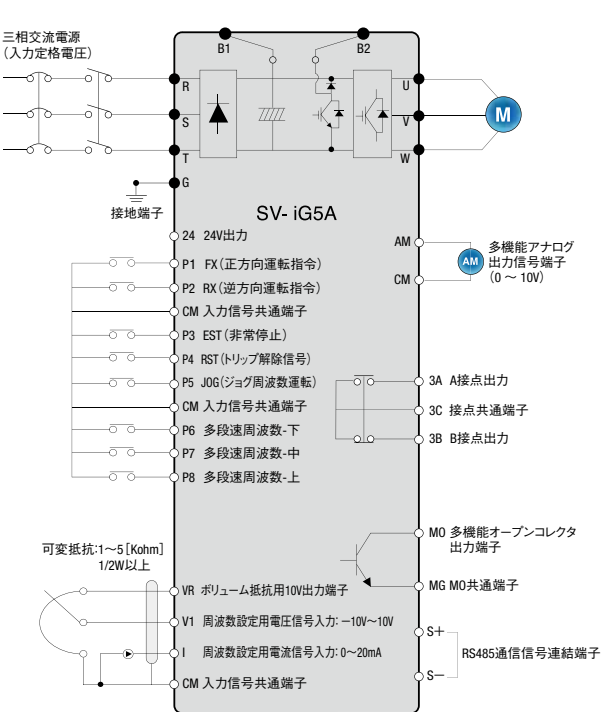 三相交流電源
（入力定格電圧）
B1
B2
R
S
T
G
U
V
W
M
接地端子
SV- iG5A
24 24V出力
P1 FX（正方向運転指令）
P2 RX（逆方向運転指令）
CM 入力信号共通端子
P3 EST（非常停止）
P4 RST（トリップ解除信号）
P5 JOG（ジョグ周波数運転）
CM 入力信号共通端子
P6 多段速周波数-下
P7 多段速周波数-中
P8 多段速周波数-上
AM
CM
AM
多機能アナログ
出力信号端子
（0 ～ 10V）
3A A接点出力
3C 接点共通端子
3B B接点出力
MO 多機能オープンコレクタ
出力端子
MG MO共通端子
可変抵抗:1～5［Kohm］
1/2W以上
VR ボリューム抵抗用10V出力端子
V1 周波数設定用電圧信号入力: －10V～10V
I 周波数設定用電流信号入力: 0～20mA
CM 入力信号共通端子
S+
S－
RS485通信信号連結端子